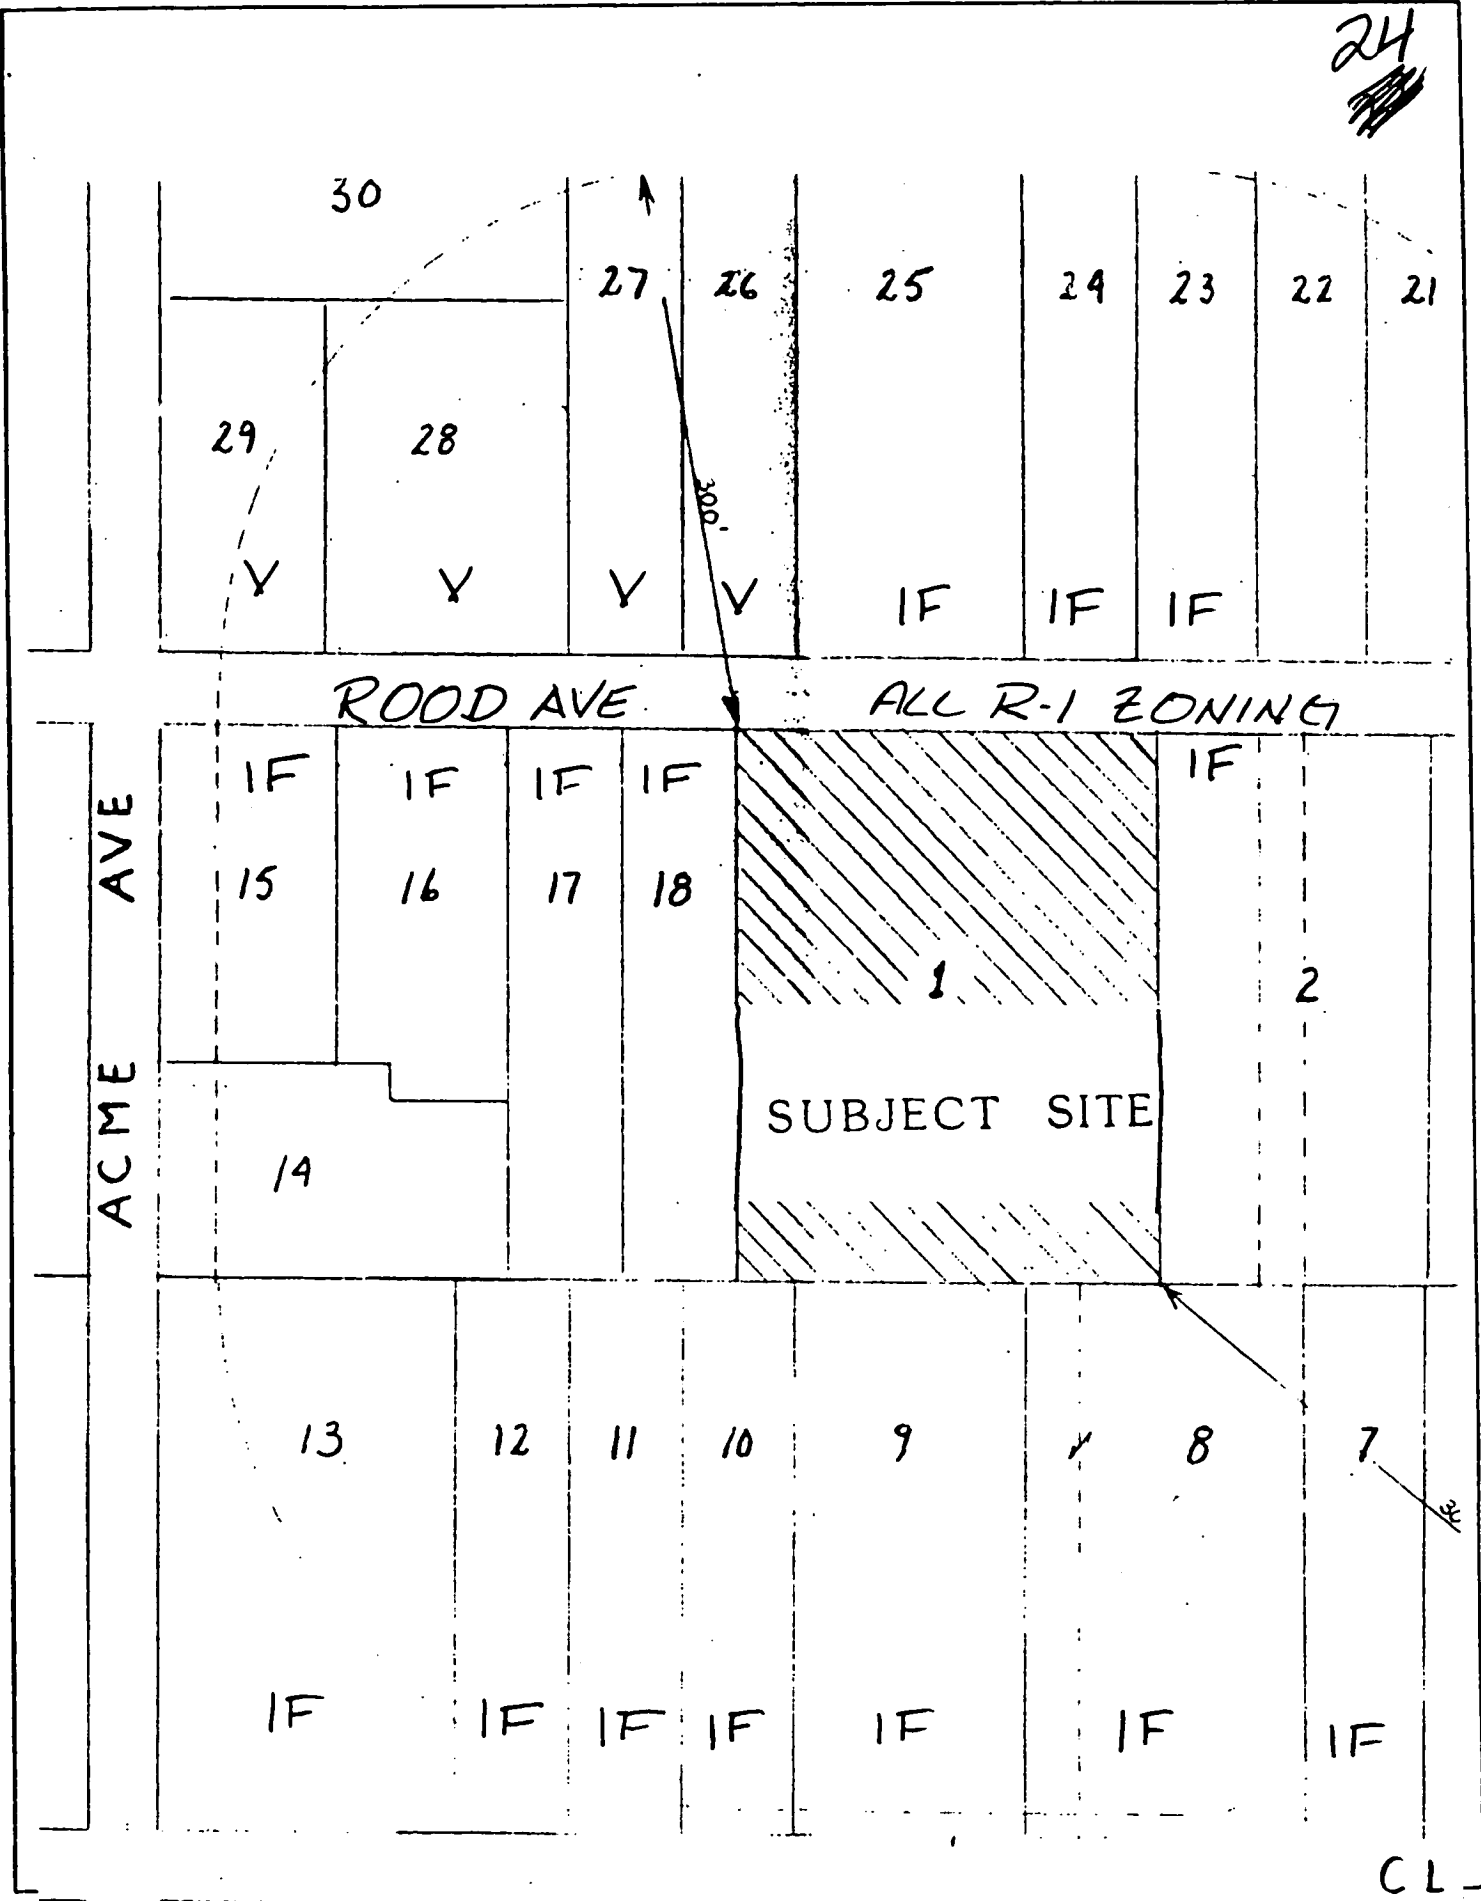 24
30
27 26 25 24 23 22 21
29 28
300'
V V V V 1F 1F 1F
ROOD AVE. ALL R-1 ZONING
1F 1F 1F 1F 1F
15 16 17 18
1 2
ACME AVE
SUBJECT SITE
14
13 12 11 10 9 8 7
1F 1F 1F 1F 1F 1F 1F
C L